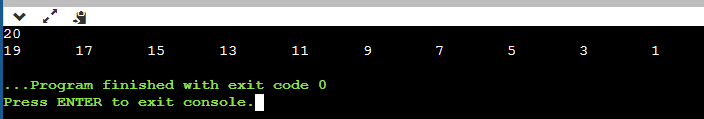 20
19 17 15 13 11 9 7 5 3 1
...Program finished with exit code 0
Press ENTER to exit console.